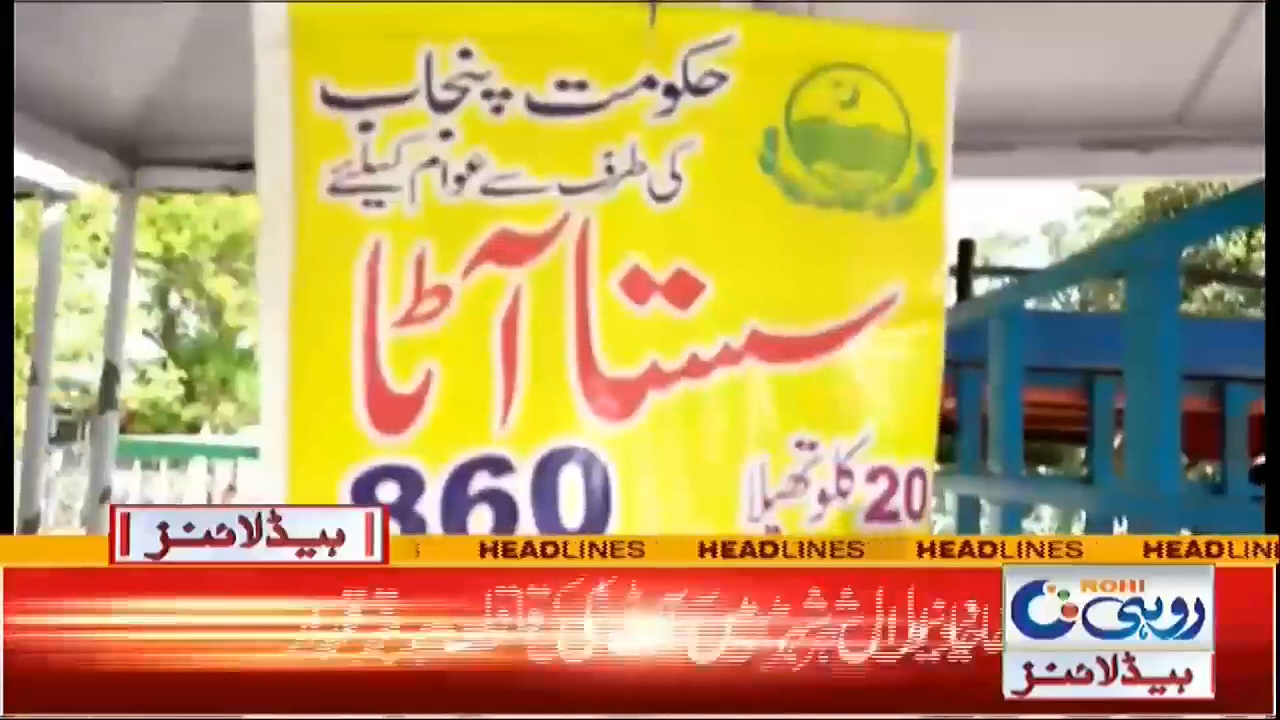 حکومت پنجاب
کی طرف سے عوام کیلئے
سستا آٹا
20 کلو تھیلا
860
ہیڈلائنز
HEADLINES HEADLINES HEADLINES HEADLIN
ROHI
روہی
ہیڈلائنز